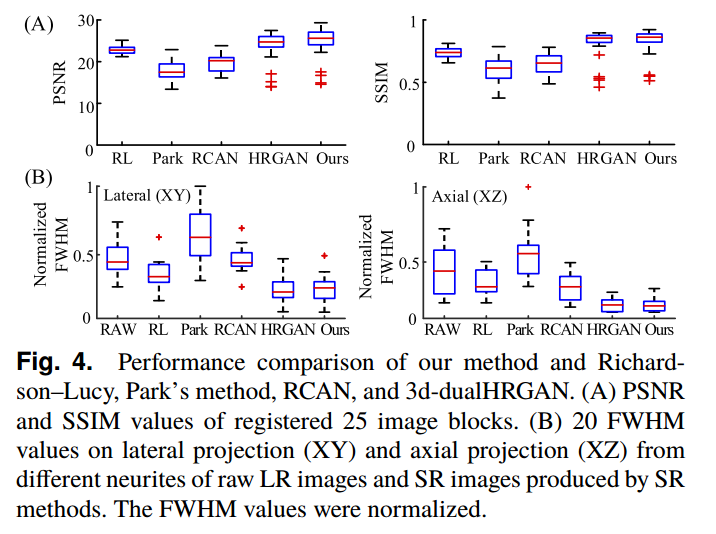 (A)
30
20
10
0
PSNR
RL Park RCAN HRGAN Ours
1
0.5
0
SSIM
RL Park RCAN HRGAN Ours
(B)
1
0.5
0
Normalized
FWHM
Lateral (XY)
RAW RL Park RCAN HRGAN Ours
1
0.5
0
Normalized
FWHM
Axial (XZ)
RAW RL Park RCAN HRGAN Ours
Fig. 4. Performance comparison of our method and Richard-
son–Lucy, Park's method, RCAN, and 3d-dualHRGAN. (A) PSNR
and SSIM values of registered 25 image blocks. (B) 20 FWHM
values on lateral projection (XY) and axial projection (XZ) from
different neurites of raw LR images and SR images produced by SR
methods. The FWHM values were normalized.